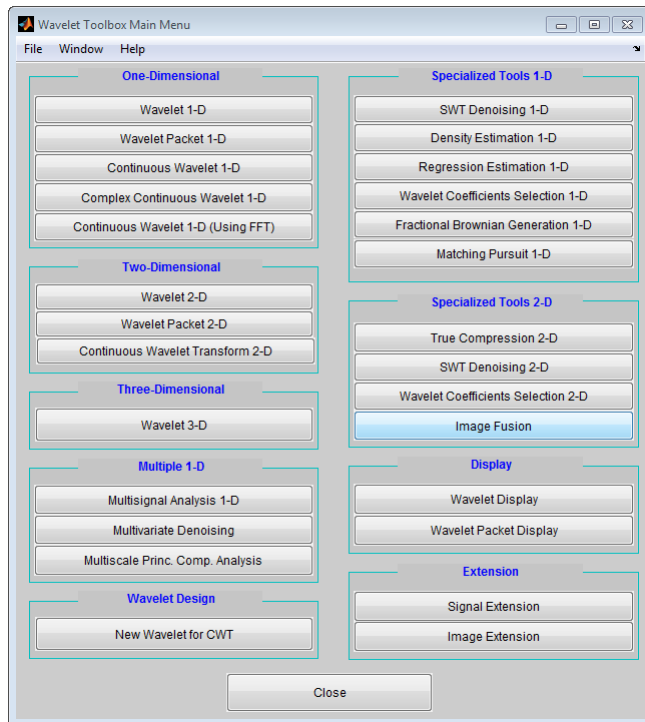 Wavelet Toolbox Main Menu
File Window Help
One-Dimensional
Wavelet 1-D
Wavelet Packet 1-D
Continuous Wavelet 1-D
Complex Continuous Wavelet 1-D
Continuous Wavelet 1-D (Using FFT)
Two-Dimensional
Wavelet 2-D
Wavelet Packet 2-D
Continuous Wavelet Transform 2-D
Three-Dimensional
Wavelet 3-D
Multiple 1-D
Multisignal Analysis 1-D
Multivariate Denoising
Multiscale Princ. Comp. Analysis
Wavelet Design
New Wavelet for CWT
Specialized Tools 1-D
SWT Denoising 1-D
Density Estimation 1-D
Regression Estimation 1-D
Wavelet Coefficients Selection 1-D
Fractional Brownian Generation 1-D
Matching Pursuit 1-D
Specialized Tools 2-D
True Compression 2-D
SWT Denoising 2-D
Wavelet Coefficients Selection 2-D
Image Fusion
Display
Wavelet Display
Wavelet Packet Display
Extension
Signal Extension
Image Extension
Close